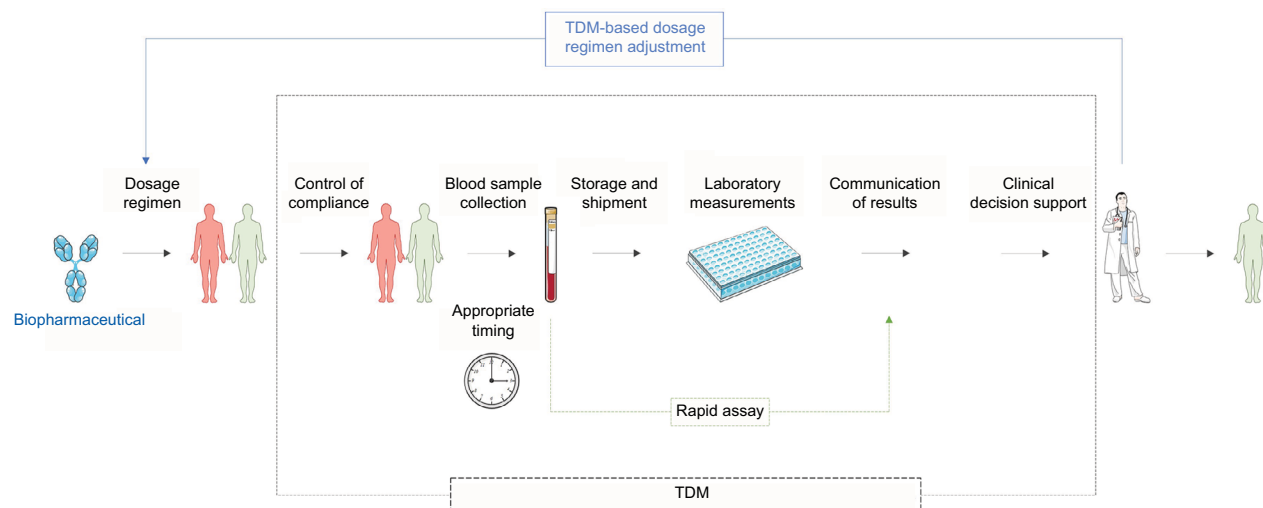 TDM-based dosage
regimen adjustment
Dosage
regimen
Control of
compliance
Blood sample
collection
Storage and
shipment
Laboratory
measurements
Communication
of results
Clinical
decision support
Biopharmaceutical
Appropriate
timing
Rapid assay
TDM